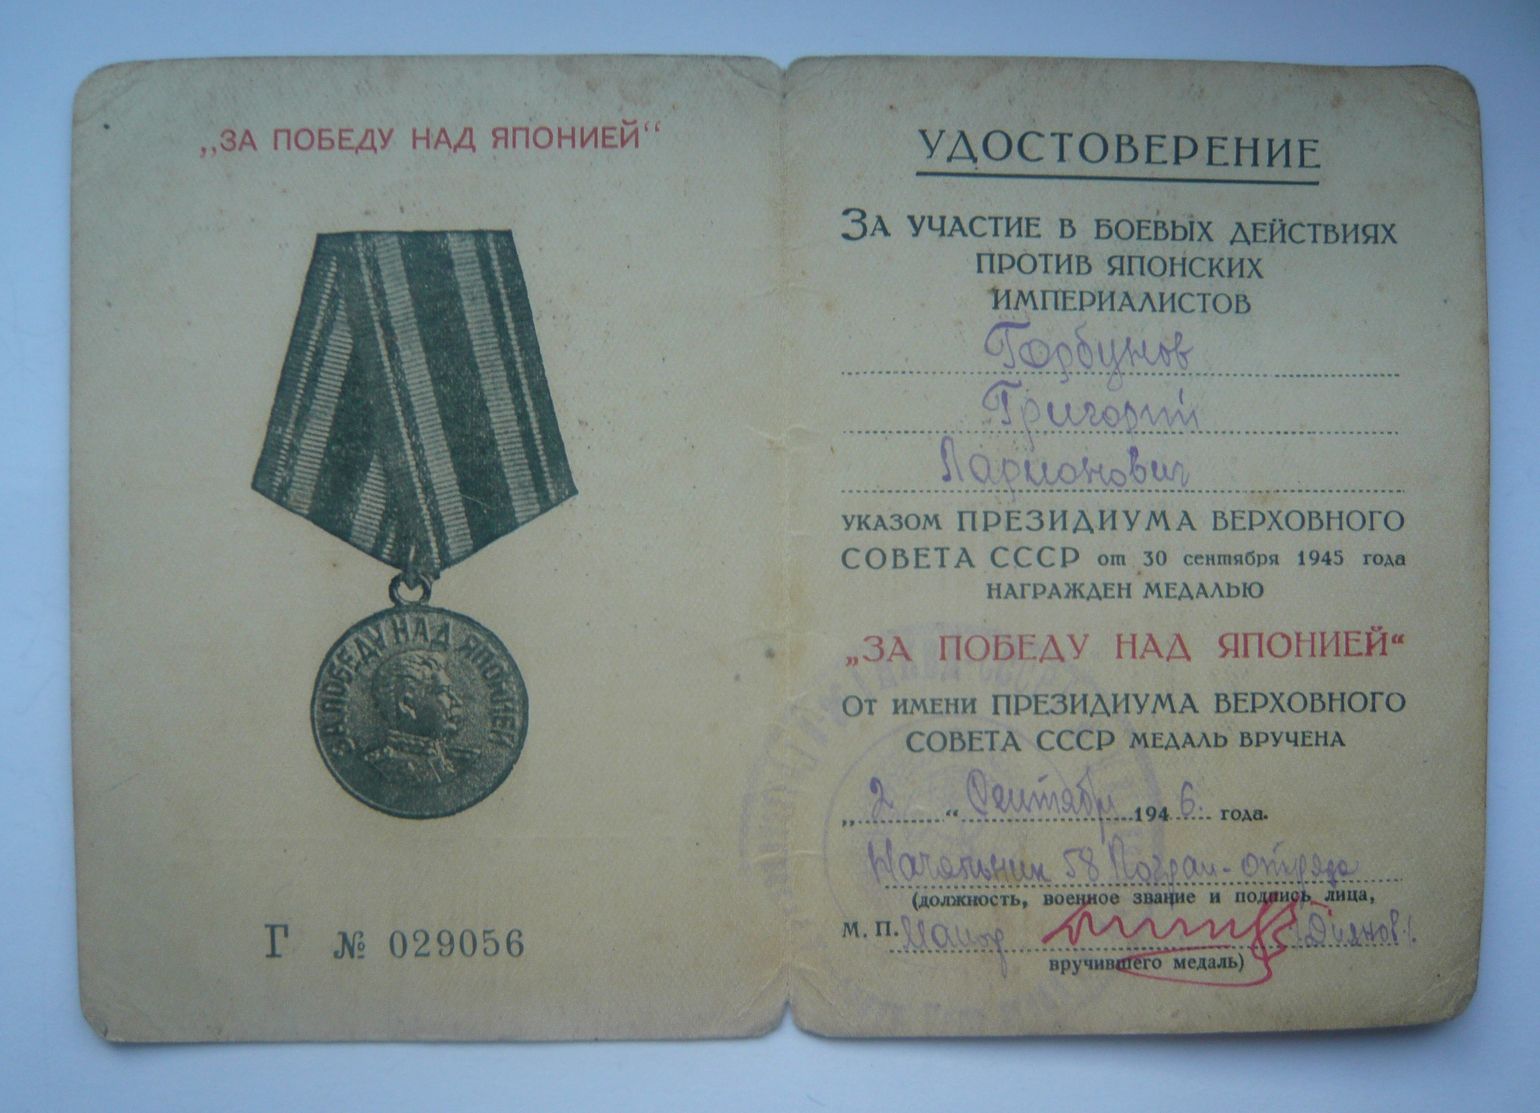 „ЗА ПОБЕДУ НАД ЯПОНИЕЙ“
ЗА ПОБЕДУ НАД ЯПОНИЕЙ
Г № 029056
УДОСТОВЕРЕНИЕ
ЗА УЧАСТИЕ В БОЕВЫХ ДЕЙСТВИЯХ
ПРОТИВ ЯПОНСКИХ
ИМПЕРИАЛИСТОВ
Горбунов
Григорий
Ларионович
УКАЗОМ ПРЕЗИДИУМА ВЕРХОВНОГО
СОВЕТА СССР от 30 сентября 1945 года
НАГРАЖДЕН МЕДАЛЬЮ
„ЗА ПОБЕДУ НАД ЯПОНИЕЙ“
ОТ ИМЕНИ ПРЕЗИДИУМА ВЕРХОВНОГО
СОВЕТА СССР МЕДАЛЬ ВРУЧЕНА
„2“ Сентябр 1946. года.
Начальник 58 Погран-отряда
(должность, военное звание и подпись лица,
М. П. Майор
вручившего медаль)